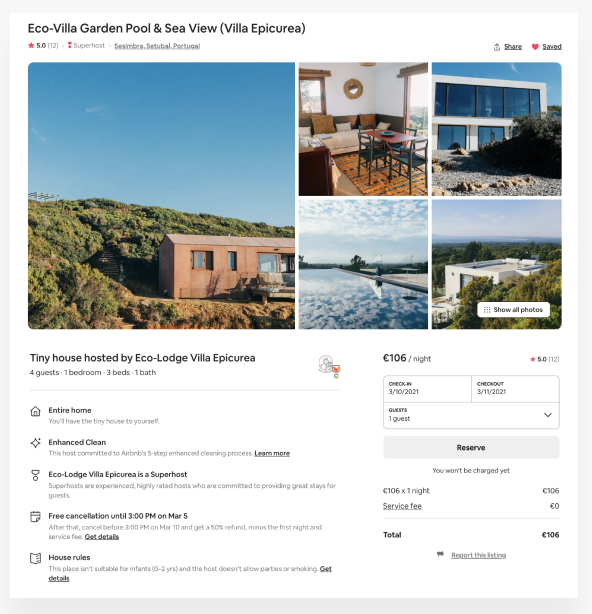 Eco-Villa Garden Pool & Sea View (Villa Epicurea)
5.0 (12) · Superhost · Sesimbra, Setubal, Portugal
Share Saved
Show all photos
Tiny house hosted by Eco-Lodge Villa Epicurea
4 guests · 1 bedroom · 3 beds · 1 bath
Entire home
You'll have the tiny house to yourself.
Enhanced Clean
This host committed to Airbnb's 5-step enhanced cleaning process. Learn more
Eco-Lodge Villa Epicurea is a Superhost
Superhosts are experienced, highly rated hosts who are committed to providing great stays for
guests.
Free cancellation until 3:00 PM on Mar 5
After that, cancel before 3:00 PM on Mar 10 and get a 50% refund, minus the first night and
service fee. Get details
House rules
This place isn't suitable for infants (0-2 yrs) and the host doesn't allow parties or smoking. Get
details
€106 / night 5.0 (12)
CHECK-IN CHECKOUT
3/10/2021 3/11/2021
GUESTS
1 guest
Reserve
You won't be charged yet
€106 x 1 night €106
Service fee €0
Total €106
Report this listing